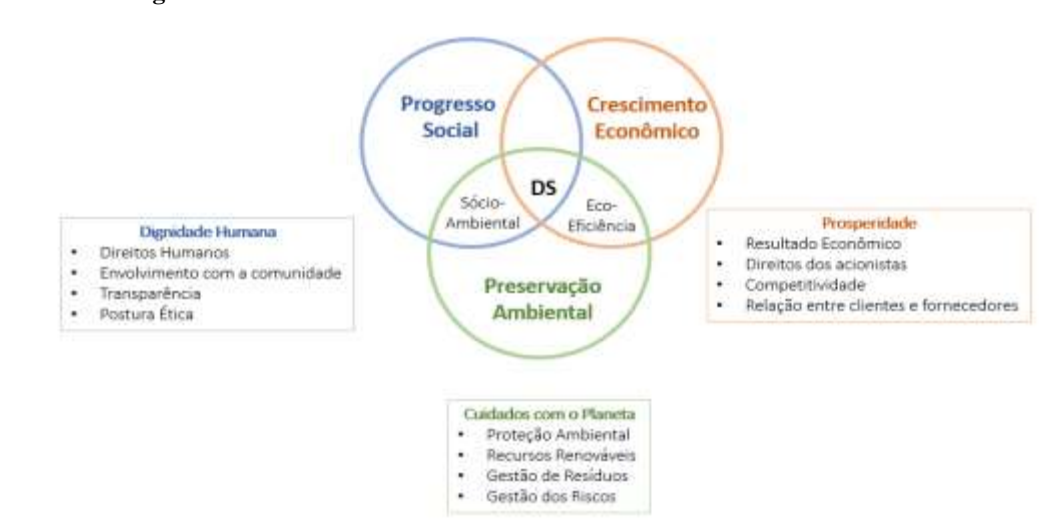 Progresso
Social
Crescimento
Econômico
DS
Sócio-
Ambiental
Eco-
Eficiência
Preservação
Ambiental
Dignidade Humana
• Direitos Humanos
• Envolvimento com a comunidade
• Transparência
• Postura Ética
Prosperidade
• Resultado Econômico
• Direitos dos acionistas
• Competitividade
• Relação entre clientes e fornecedores
Cuidados com o Planeta
• Proteção Ambiental
• Recursos Renováveis
• Gestão de Resíduos
• Gestão dos Riscos